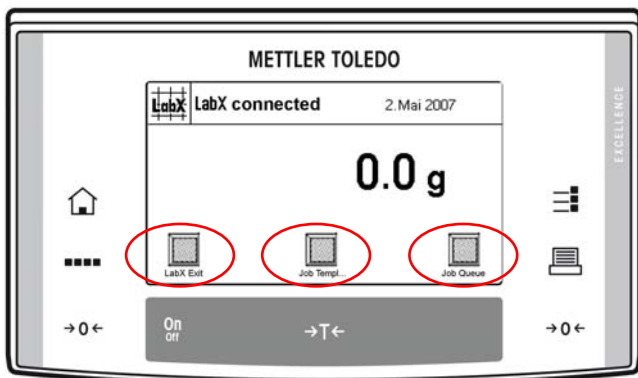 METTLER TOLEDO
LabX LabX connected 2. Mai 2007
0.0 g
LabX Exit Job Templ... Job Queue
→0← On Off →T← →0←
EXCELLENCE